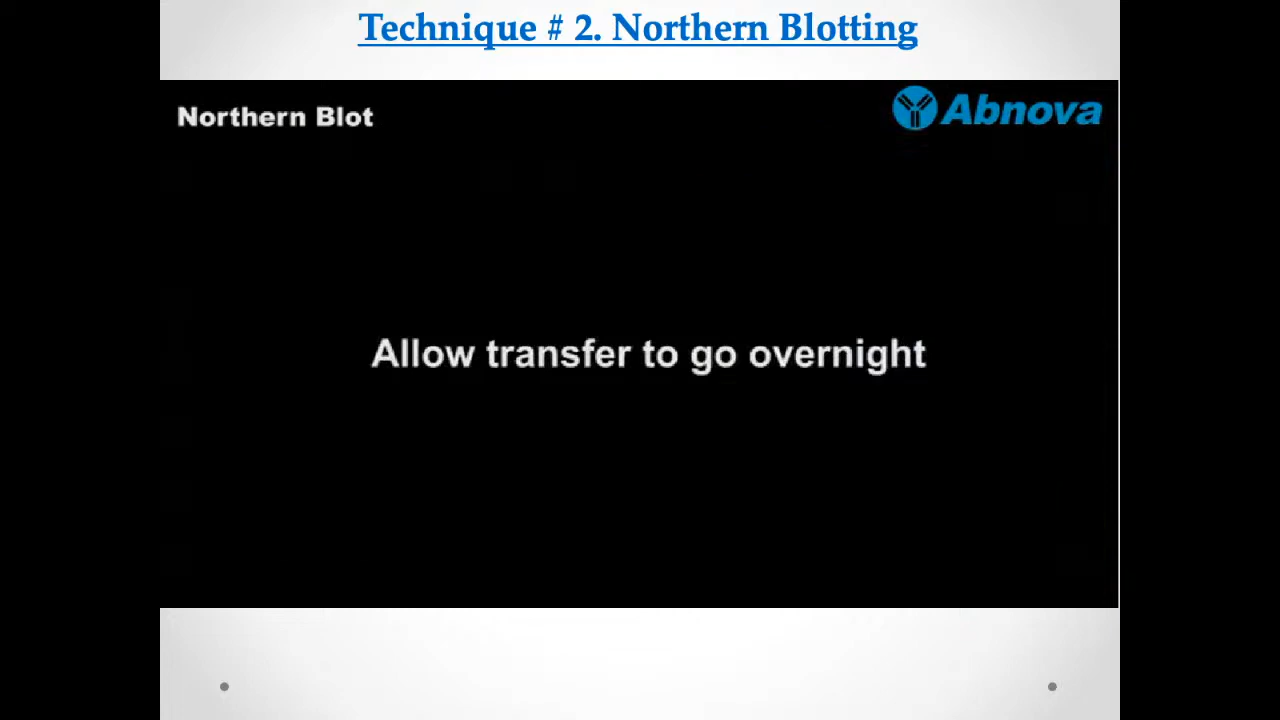 Technique # 2. Northern Blotting
Northern Blot
Abnova
Allow transfer to go overnight